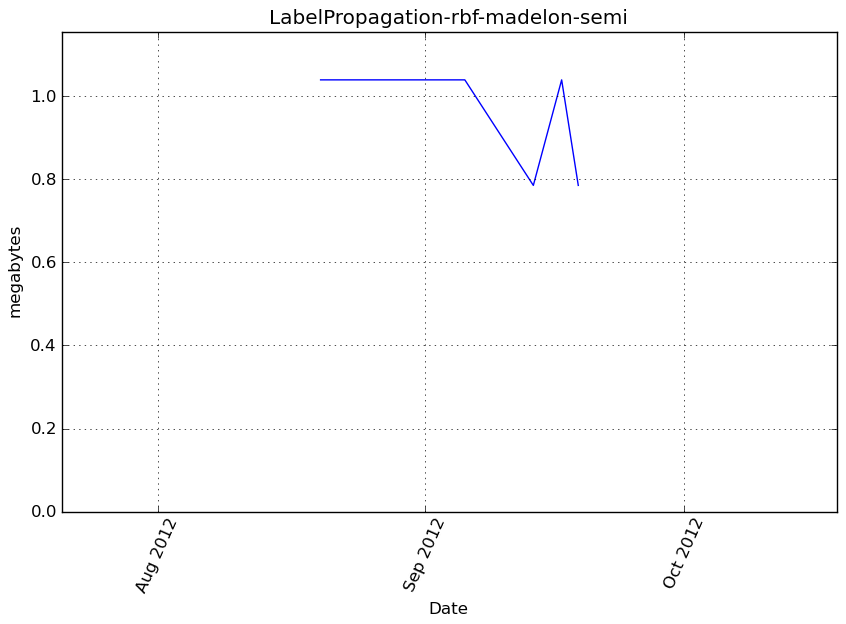 LabelPropagation-rbf-madelon-semi
megabytes
1.0
0.8
0.6
0.4
0.2
0.0
Aug 2012
Sep 2012
Oct 2012
Date